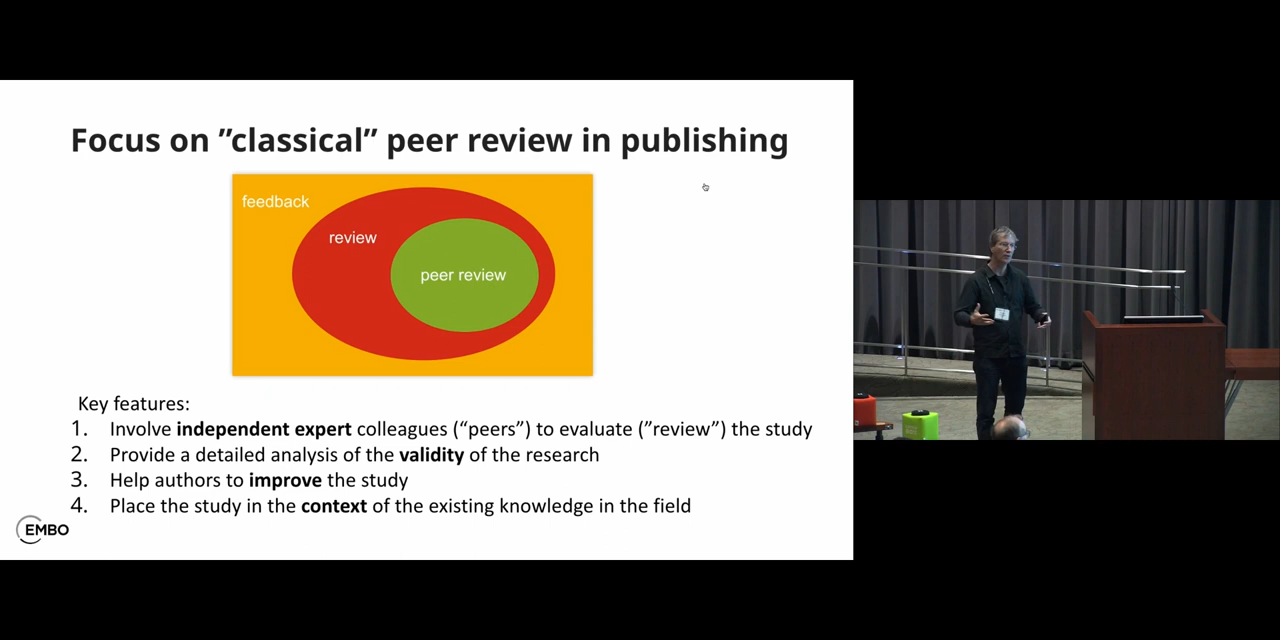 Focus on ”classical” peer review in publishing
feedback
review
peer review
Key features:
1. Involve independent expert colleagues (“peers”) to evaluate (”review”) the study
2. Provide a detailed analysis of the validity of the research
3. Help authors to improve the study
4. Place the study in the context of the existing knowledge in the field
EMBO